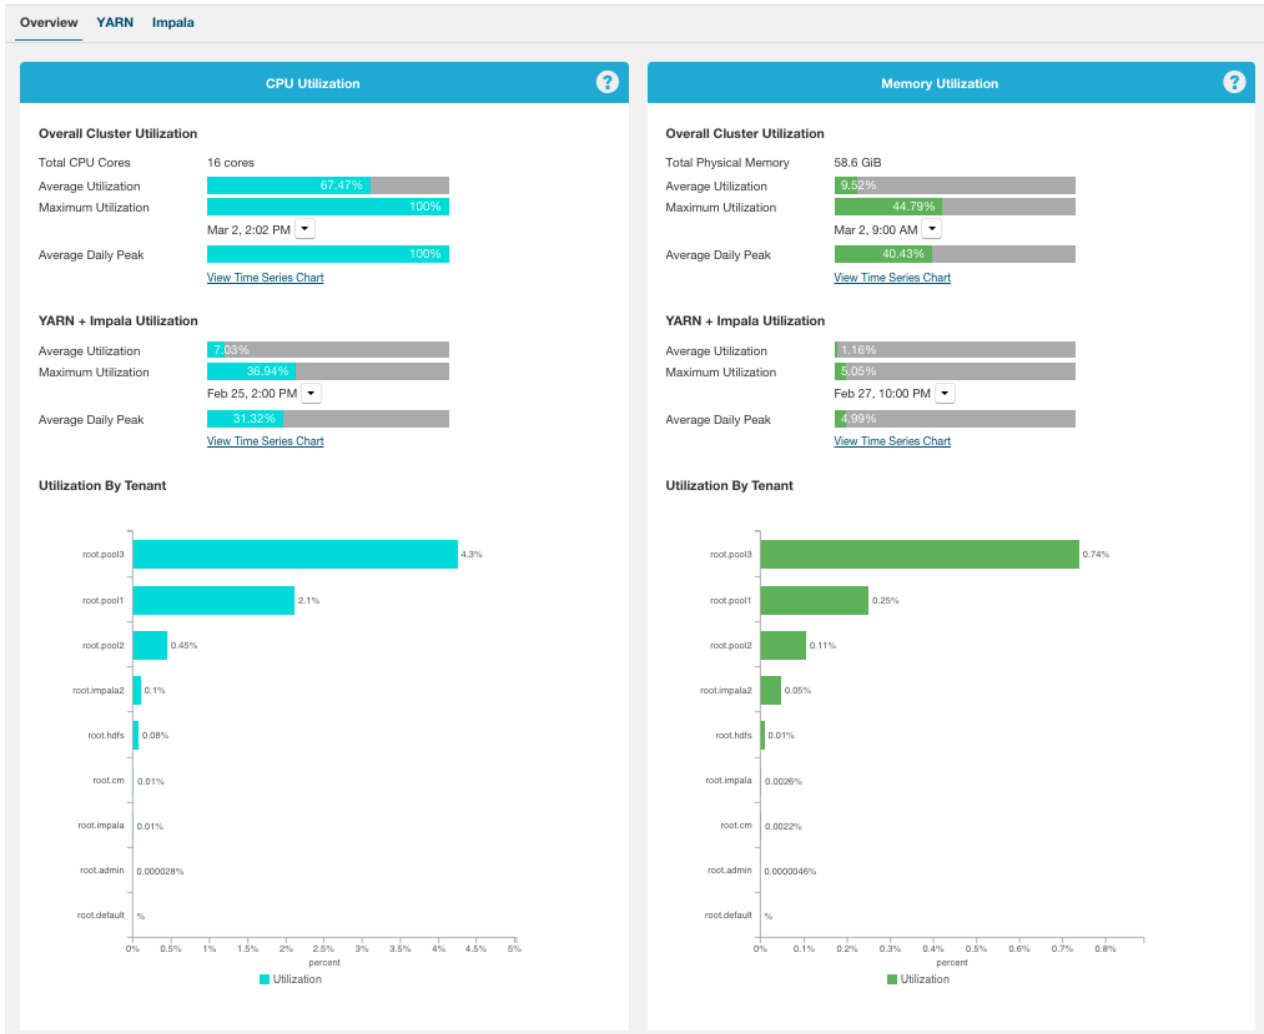 Overview YARN Impala
CPU Utilization ?
Overall Cluster Utilization
Total CPU Cores 16 cores
Average Utilization 67.47%
Maximum Utilization 100%
Mar 2, 2:02 PM
Average Daily Peak 100%
View Time Series Chart
YARN + Impala Utilization
Average Utilization 7.03%
Maximum Utilization 36.94%
Feb 25, 2:00 PM
Average Daily Peak 31.32%
View Time Series Chart
Utilization By Tenant
root.pool3 4.3%
root.pool1 2.1%
root.pool2 0.45%
root.impala2 0.1%
root.hdfs 0.08%
root.cm 0.01%
root.impala 0.01%
root.admin 0.000028%
root.default %
0% 0.5% 1% 1.5% 2% 2.5% 3% 3.5% 4% 4.5% 5%
percent
Utilization
Memory Utilization ?
Overall Cluster Utilization
Total Physical Memory 58.6 GiB
Average Utilization 9.52%
Maximum Utilization 44.79%
Mar 2, 9:00 AM
Average Daily Peak 40.43%
View Time Series Chart
YARN + Impala Utilization
Average Utilization 1.16%
Maximum Utilization 5.05%
Feb 27, 10:00 PM
Average Daily Peak 4.99%
View Time Series Chart
Utilization By Tenant
root.pool3 0.74%
root.pool1 0.25%
root.pool2 0.11%
root.impala2 0.05%
root.hdfs 0.01%
root.impala 0.0026%
root.cm 0.0022%
root.admin 0.0000046%
root.default %
0% 0.1% 0.2% 0.3% 0.4% 0.5% 0.6% 0.7% 0.8%
percent
Utilization